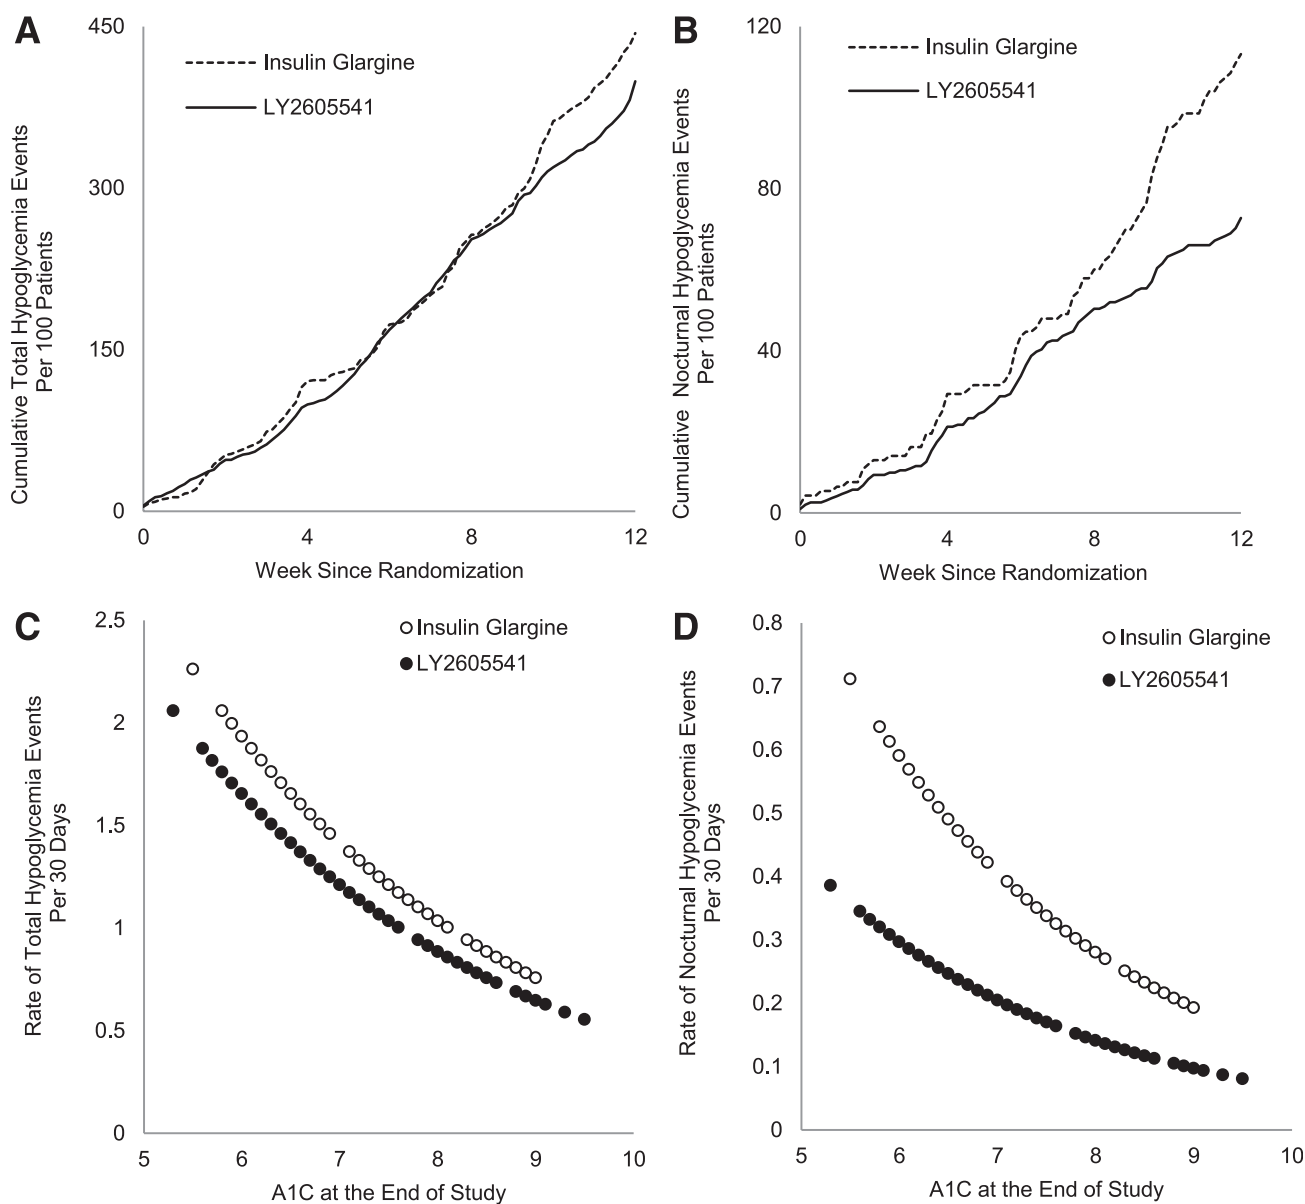 A
Cumulative Total Hypoglycemia Events
Per 100 Patients
450
300
150
0
Insulin Glargine
LY2605541
0 4 8 12
Week Since Randomization
B
Cumulative Nocturnal Hypoglycemia Events
Per 100 Patients
120
80
40
0
Insulin Glargine
LY2605541
0 4 8 12
Week Since Randomization
C
Rate of Total Hypoglycemia Events
Per 30 Days
2.5
2
1.5
1
0.5
0
Insulin Glargine
LY2605541
5 6 7 8 9 10
A1C at the End of Study
D
Rate of Nocturnal Hypoglycemia Events
Per 30 Days
0.8
0.7
0.6
0.5
0.4
0.3
0.2
0.1
0
Insulin Glargine
LY2605541
5 6 7 8 9 10
A1C at the End of Study